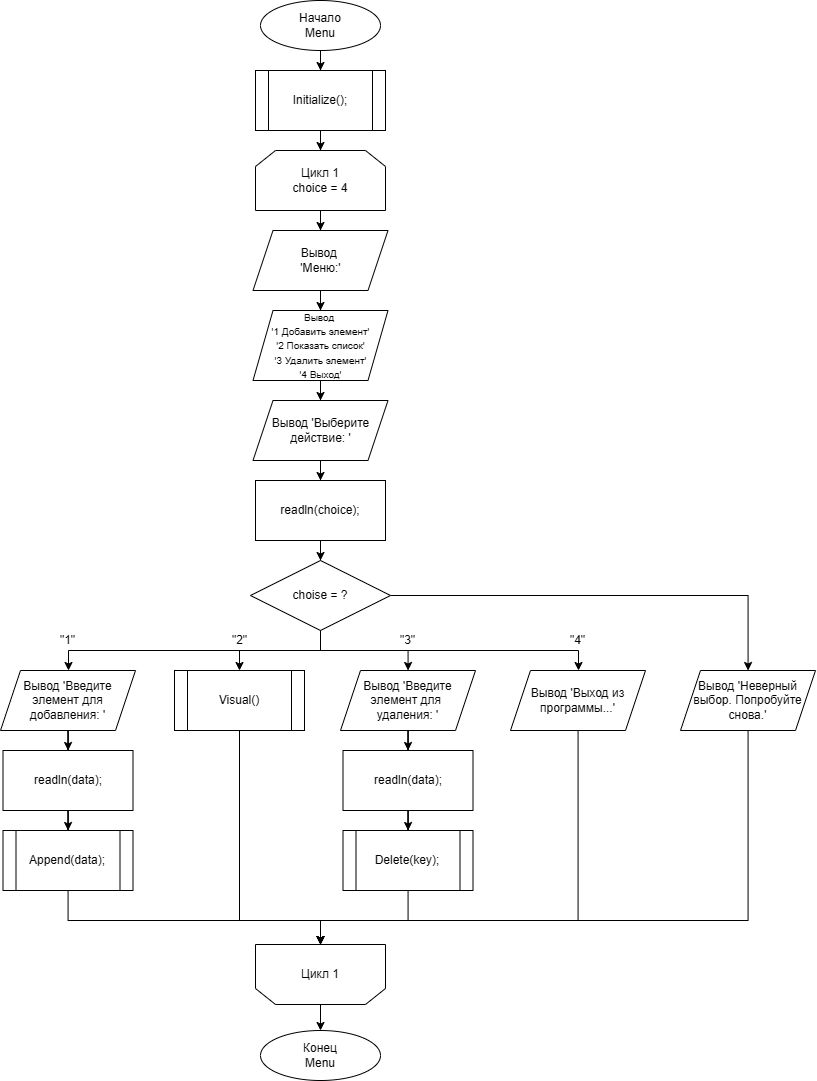 Начало
Menu
Initialize();
Цикл 1
choice = 4
Вывод
'Меню:'
Вывод
'1 Добавить элемент'
'2 Показать список'
'3 Удалить элемент'
'4 Выход'
Вывод 'Выберите
действие: '
readln(choice);
choise = ?
"1"
"2"
"3"
"4"
Вывод 'Введите
элемент для
добавления: '
Visual()
Вывод 'Введите
элемент для
удаления: '
Вывод 'Выход из
программы...'
Вывод 'Неверный
выбор. Попробуйте
снова.'
readln(data);
readln(data);
Append(data);
Delete(key);
Цикл 1
Конец
Menu